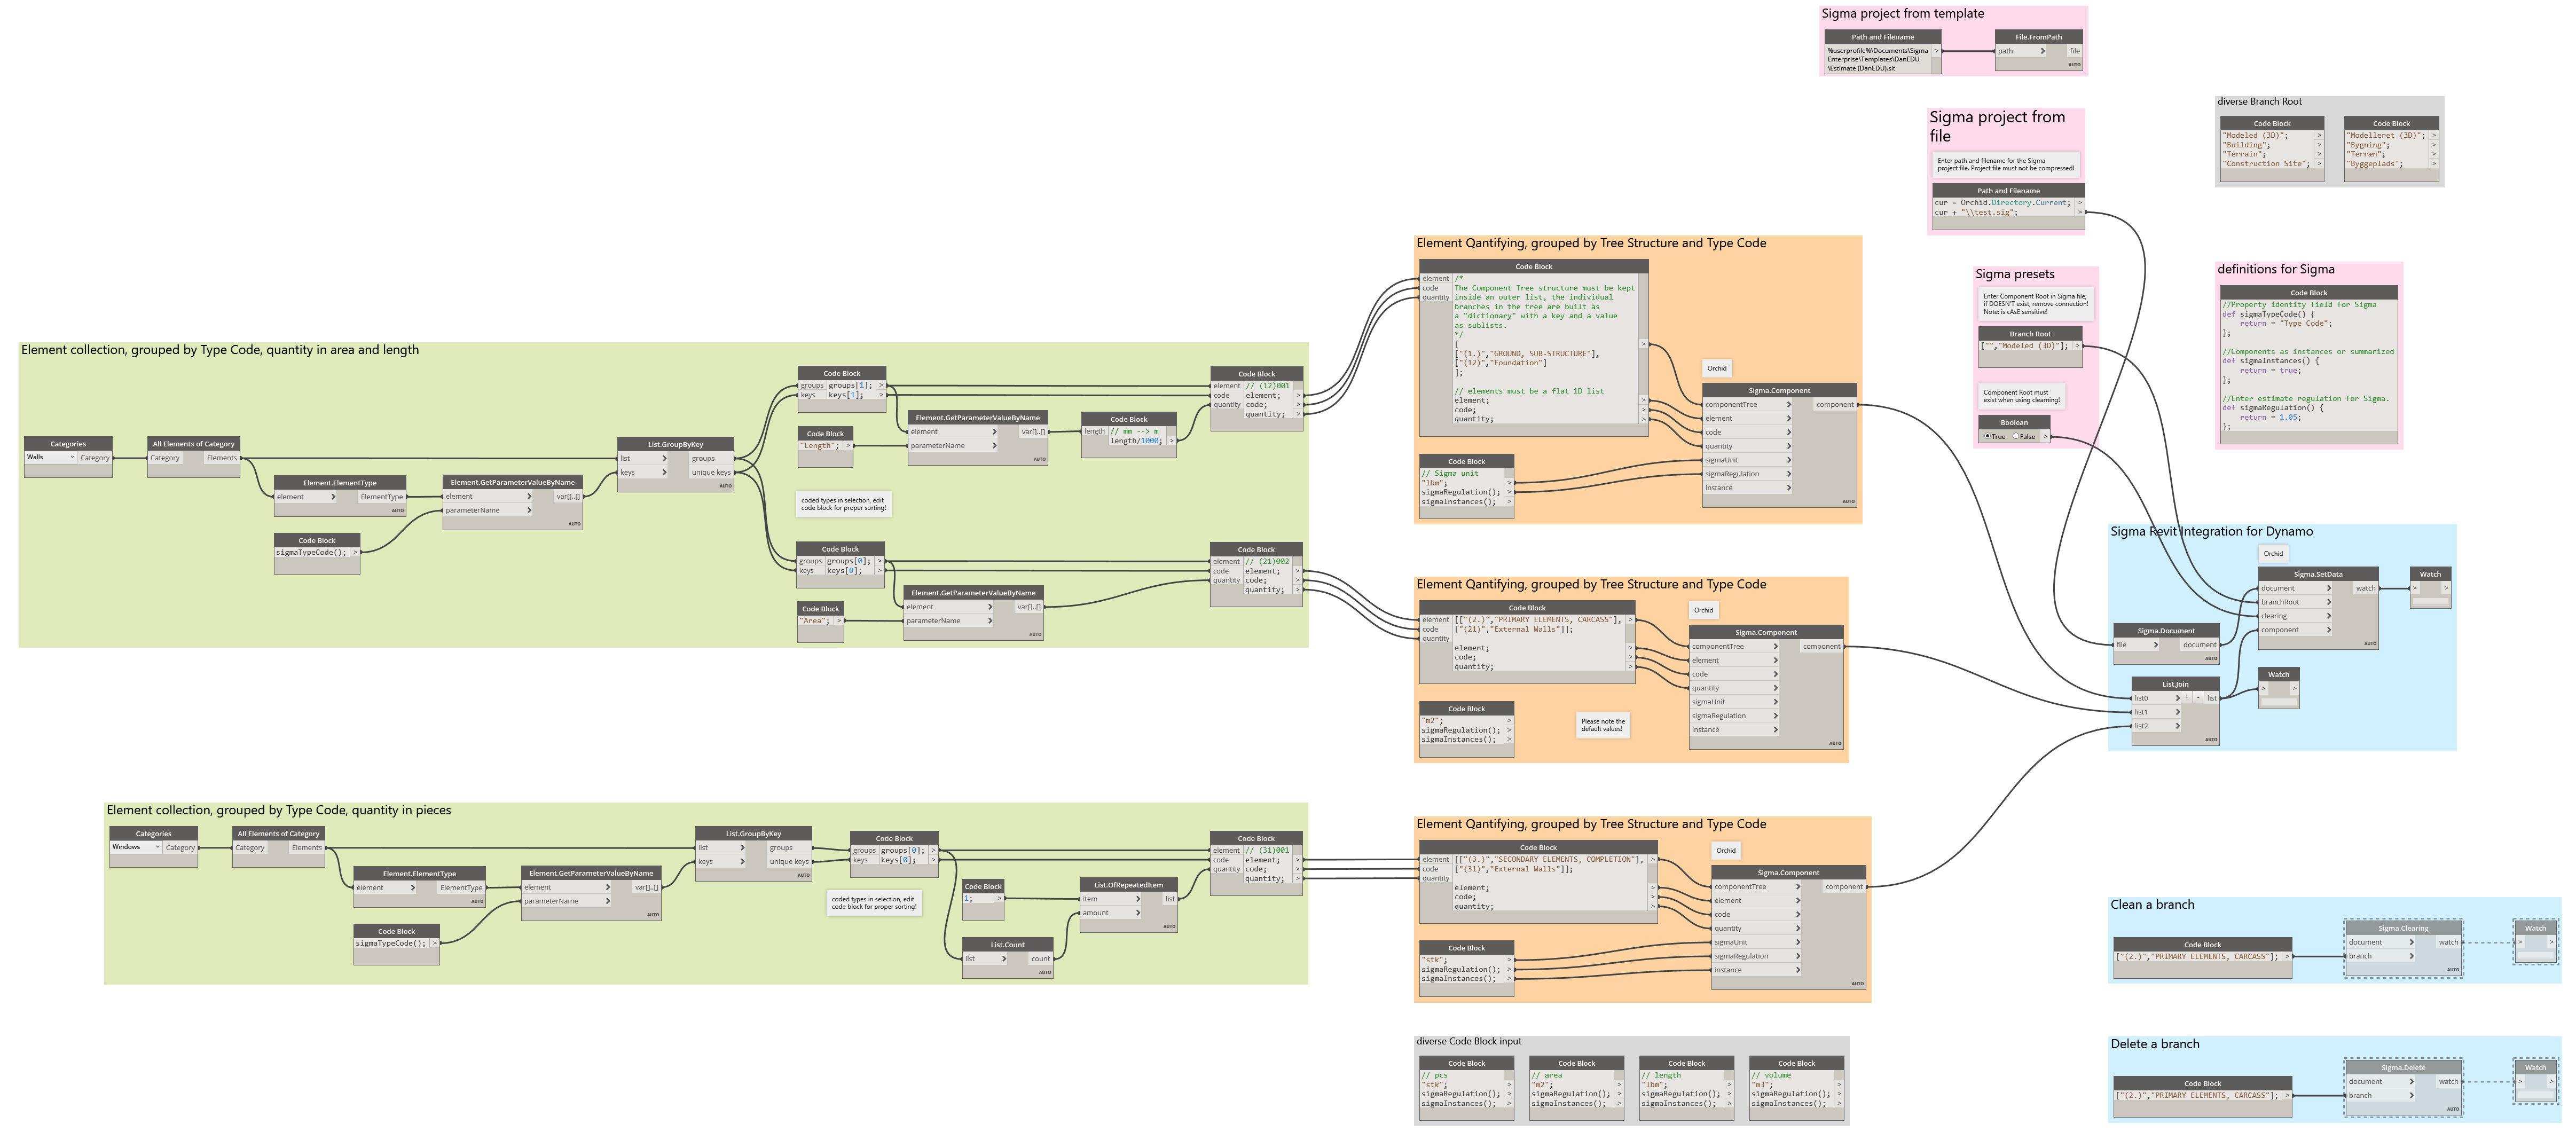 Sigma project from template
Path and Filename
%userprofile%\Documents\Sigma
Enterprise\Templates\DanEDU
\Estimate (DanEDU).sit
>
File.FromPath
path > file
AUTO
diverse Branch Root
Code Block
"Modeled (3D)"; >
"Building"; >
"Terrain"; >
"Construction Site"; >
Code Block
"Modelleret (3D)"; >
"Bygning"; >
"Terræn"; >
"Byggeplads"; >
Sigma project from
file
Enter path and filename for the Sigma
project file. Project file must not be compressed!
Path and Filename
cur = Orchid.Directory.Current; >
cur + "\\test.sig"; >
Sigma presets
Enter Component Root in Sigma file,
if DOESN'T exist, remove connection!
Note: is cAsE sensitive!
Branch Root
["","Modeled (3D)"]; >
Component Root must
exist when using clearning!
Boolean
True False >
definitions for Sigma
Code Block
//Property identity field for Sigma
def sigmaTypeCode() {
return = "Type Code";
};
//Components as instances or summarized
def sigmaInstances() {
return = true;
};
//Enter estimate regulation for Sigma.
def sigmaRegulation() {
return = 1.05;
};
Element collection, grouped by Type Code, quantity in area and length
Categories
Walls Category
All Elements of Category
Category Elements
Element.ElementType
element > ElementType
AUTO
Code Block
sigmaTypeCode(); >
Element.GetParameterValueByName
element > var[]..[]
parameterName >
AUTO
List.GroupByKey
list > groups
keys > unique keys
AUTO
Code Block
groups groups[1]; >
keys keys[1]; >
Code Block
"Length"; >
Element.GetParameterValueByName
element > var[]..[]
parameterName >
AUTO
Code Block
length // mm --> m
length/1000; >
Code Block
element // (12)001
code element; >
quantity code; >
quantity; >
coded types in selection, edit
code block for proper sorting!
Code Block
groups groups[0]; >
keys keys[0]; >
Code Block
"Area"; >
Element.GetParameterValueByName
element > var[]..[]
parameterName >
AUTO
Code Block
element // (21)002
code element; >
quantity code; >
quantity; >
Element Qantifying, grouped by Tree Structure and Type Code
Code Block
element /*
code The Component Tree structure must be kept
quantity inside an outer list, the individual
branches in the tree are built as
a "dictionary" with a key and a value
as sublists.
*/
[ >
["(1.)","GROUND, SUB-STRUCTURE"],
["(12)","Foundation"]
];
// elements must be a flat 1D list
element; >
code; >
quantity; >
Code Block
// Sigma unit
"lbm"; >
sigmaRegulation(); >
sigmaInstances(); >
Orchid
Sigma.Component
componentTree > component
element >
code >
quantity >
sigmaUnit >
sigmaRegulation >
instance >
AUTO
Element Qantifying, grouped by Tree Structure and Type Code
Code Block
element [["(2.)","PRIMARY ELEMENTS, CARCASS"], >
code ["(21)","External Walls"]];
quantity
element; >
code; >
quantity; >
Code Block
"m2"; >
sigmaRegulation(); >
sigmaInstances(); >
Please note the
default values!
Orchid
Sigma.Component
componentTree > component
element >
code >
quantity >
sigmaUnit >
sigmaRegulation >
instance >
AUTO
Sigma Revit Integration for Dynamo
Orchid
Sigma.SetData
document > watch
branchRoot >
clearing >
component >
AUTO
Watch
> >
Sigma.Document
file > document
AUTO
List.Join
list0 > + - list
list1 >
list2 >
AUTO
Watch
> >
Element collection, grouped by Type Code, quantity in pieces
Categories
Windows Category
All Elements of Category
Category Elements
Element.ElementType
element > ElementType
AUTO
Code Block
sigmaTypeCode(); >
Element.GetParameterValueByName
element > var[]..[]
parameterName >
AUTO
List.GroupByKey
list > groups
keys > unique keys
AUTO
Code Block
groups groups[0]; >
keys keys[0]; >
coded types in selection, edit
code block for proper sorting!
Code Block
1; >
List.Count
list > count
AUTO
List.OfRepeatedItem
item > list
amount >
AUTO
Code Block
element // (31)001
code element; >
quantity code; >
quantity; >
Element Qantifying, grouped by Tree Structure and Type Code
Code Block
element [["(3.)","SECONDARY ELEMENTS, COMPLETION"], >
code ["(31)","External Walls"]];
quantity
element; >
code; >
quantity; >
Code Block
"stk"; >
sigmaRegulation(); >
sigmaInstances(); >
Orchid
Sigma.Component
componentTree > component
element >
code >
quantity >
sigmaUnit >
sigmaRegulation >
instance >
AUTO
Clean a branch
Code Block
["(2.)","PRIMARY ELEMENTS, CARCASS"]; >
Sigma.Clearing
document > watch
branch >
AUTO
Watch
> >
Delete a branch
Code Block
["(2.)","PRIMARY ELEMENTS, CARCASS"]; >
Sigma.Delete
document > watch
branch >
AUTO
Watch
> >
diverse Code Block input
Code Block
// pcs
"stk"; >
sigmaRegulation(); >
sigmaInstances(); >
Code Block
// area
"m2"; >
sigmaRegulation(); >
sigmaInstances(); >
Code Block
// length
"lbm"; >
sigmaRegulation(); >
sigmaInstances(); >
Code Block
// volume
"m3"; >
sigmaRegulation(); >
sigmaInstances(); >